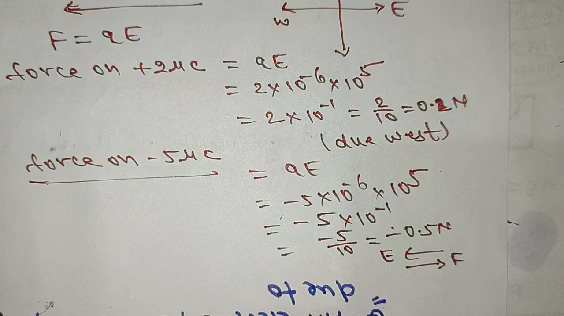 W E
F = qE
force on +2μc = qE
= 2×10⁻⁶×10⁵
= 2×10⁻¹ = 2/10 = 0.2N
(due west)
force on -5μc = qE
= -5×10⁻⁶×10⁵
= -5×10⁻¹
= -5/10 = -0.5N
E F
due to